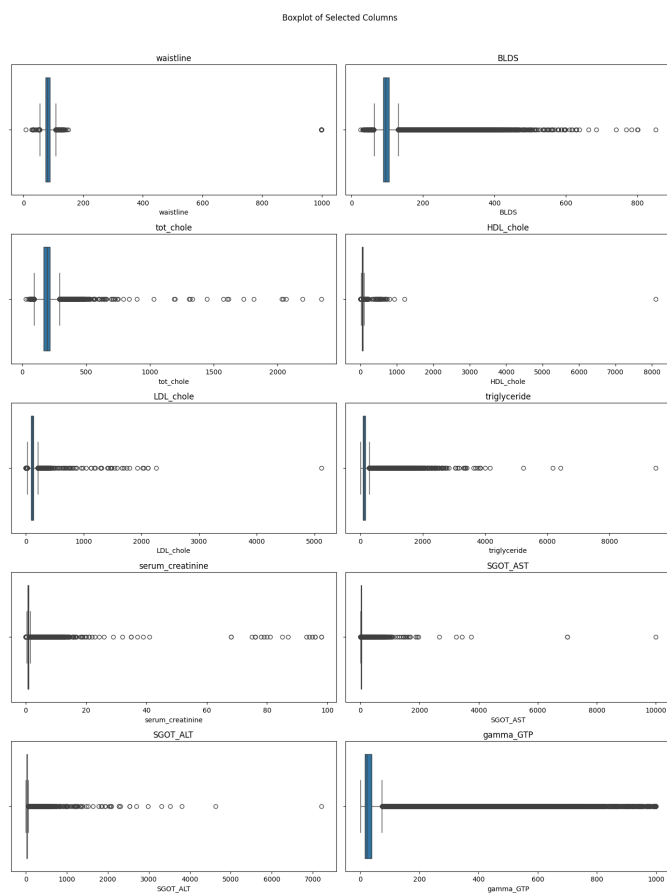 Boxplot of Selected Columns
waistline
0 200 400 600 800 1000
waistline
BLDS
0 200 400 600 800
BLDS
tot_chole
0 500 1000 1500 2000
tot_chole
HDL_chole
0 1000 2000 3000 4000 5000 6000 7000 8000
HDL_chole
LDL_chole
0 1000 2000 3000 4000 5000
LDL_chole
triglyceride
0 2000 4000 6000 8000
triglyceride
serum_creatinine
0 20 40 60 80 100
serum_creatinine
SGOT_AST
0 2000 4000 6000 8000 10000
SGOT_AST
SGOT_ALT
0 1000 2000 3000 4000 5000 6000 7000
SGOT_ALT
gamma_GTP
0 200 400 600 800 1000
gamma_GTP